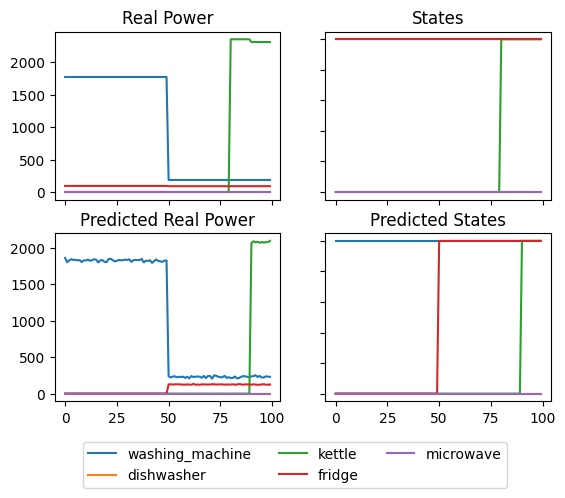 Real Power
States
2000
1500
1000
500
0
Predicted Real Power
Predicted States
2000
1500
1000
500
0
0 25 50 75 100
0 25 50 75 100
washing_machine kettle microwave
dishwasher fridge